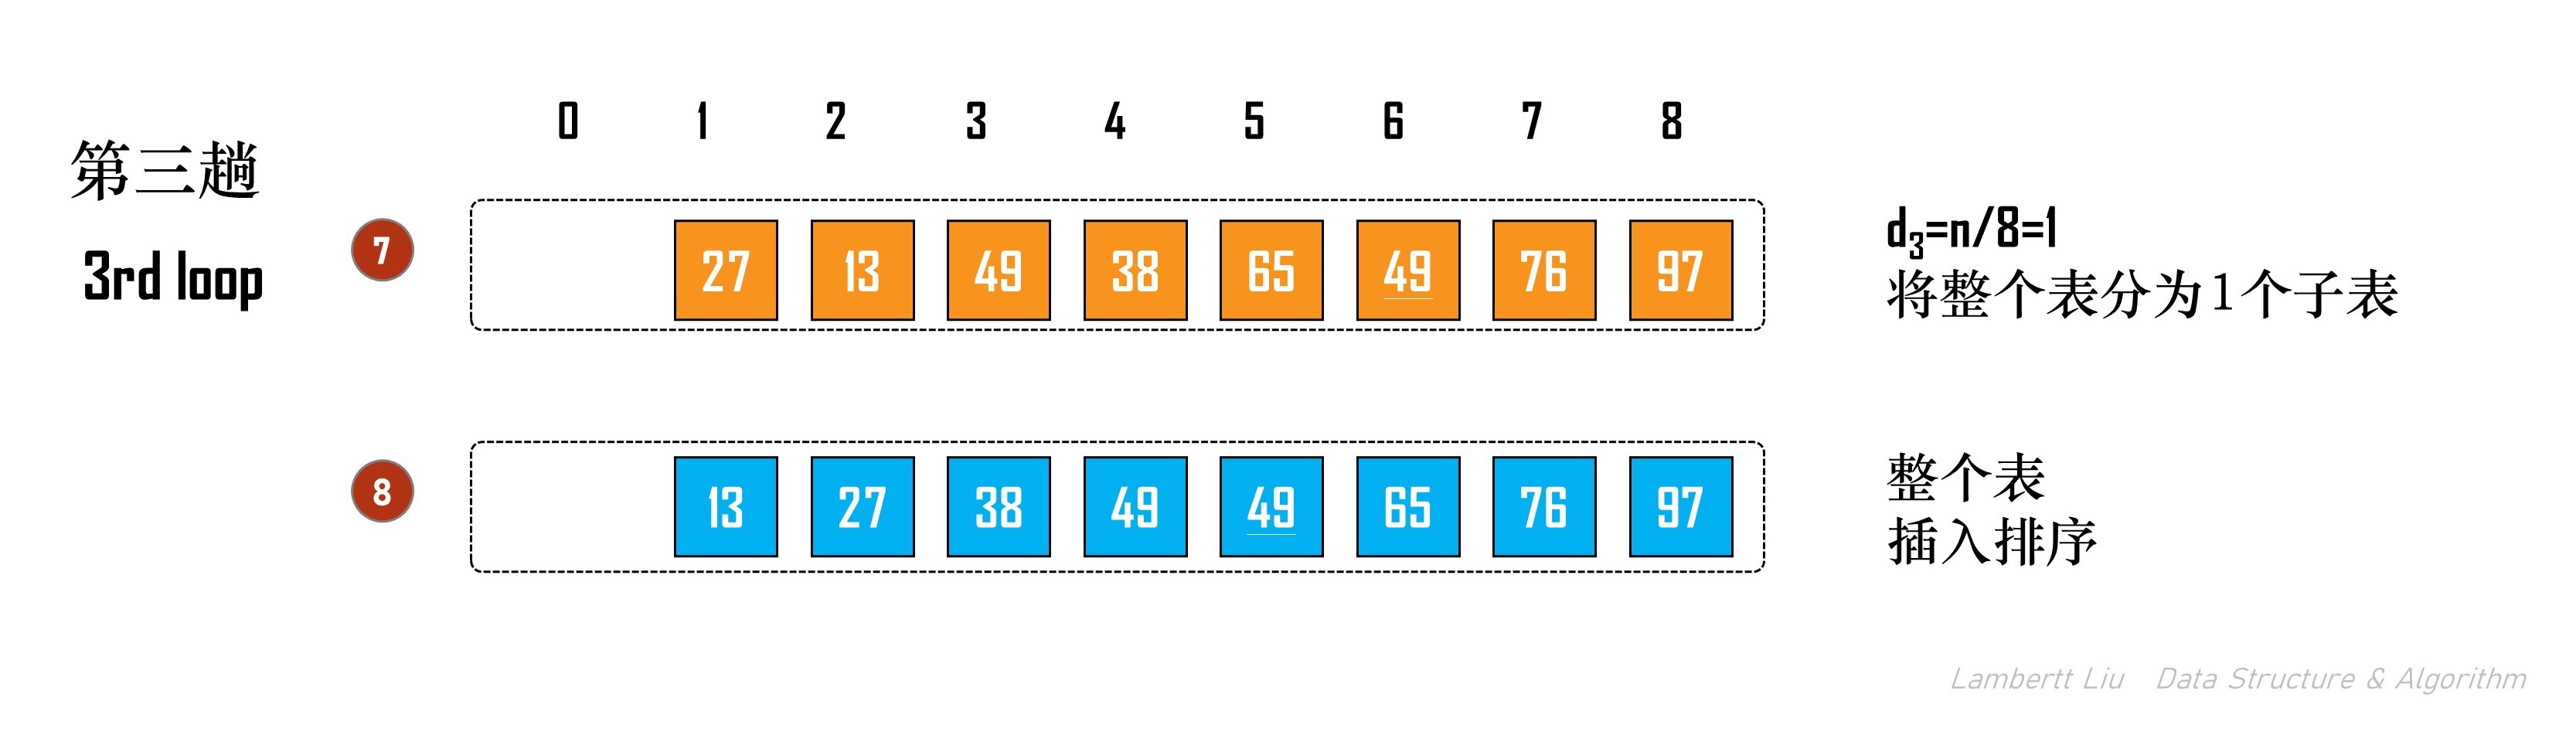 0 1 2 3 4 5 6 7 8
第三趟
3rd loop
7
27 13 49 38 65 49 76 97
d₃=n/8=1
将整个表分为1个子表
8
13 27 38 49 49 65 76 97
整个表
插入排序
Lambertt Liu Data Structure & Algorithm